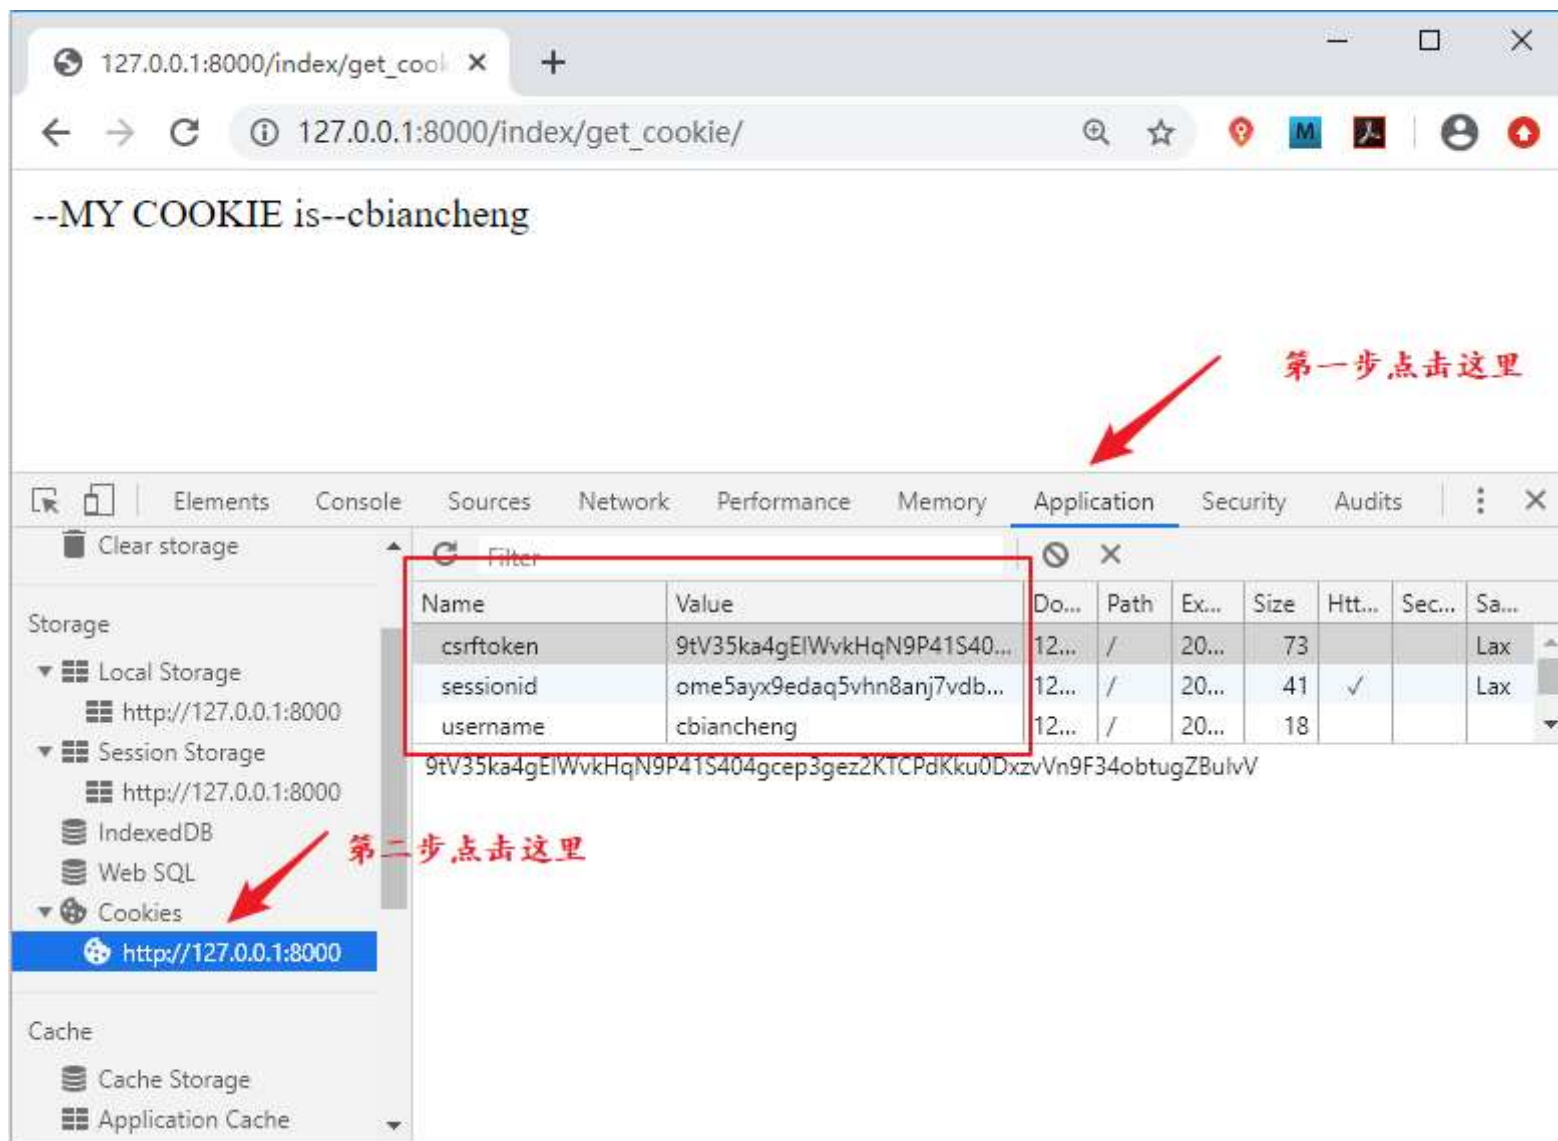 127.0.0.1:8000/index/get_cook
127.0.0.1:8000/index/get_cookie/
--MY COOKIE is--cbiancheng
第一步点击这里
Elements Console Sources Network Performance Memory Application Security Audits
Clear storage
Filter
Name Value Do... Path Ex... Size Htt... Sec... Sa...
csrftoken 9tV35ka4gElWvkHqN9P41S40... 12... / 20... 73 Lax
sessionid ome5ayx9edaq5vhn8anj7vdb... 12... / 20... 41 ✓ Lax
username cbiancheng 12... / 20... 18
9tV35ka4gElWvkHqN9P41S404gcep3gez2KTCPdKku0DxzvVn9F34obtugZBulvV
Storage
Local Storage
http://127.0.0.1:8000
Session Storage
http://127.0.0.1:8000
IndexedDB
Web SQL
第二步点击这里
Cookies
http://127.0.0.1:8000
Cache
Cache Storage
Application Cache